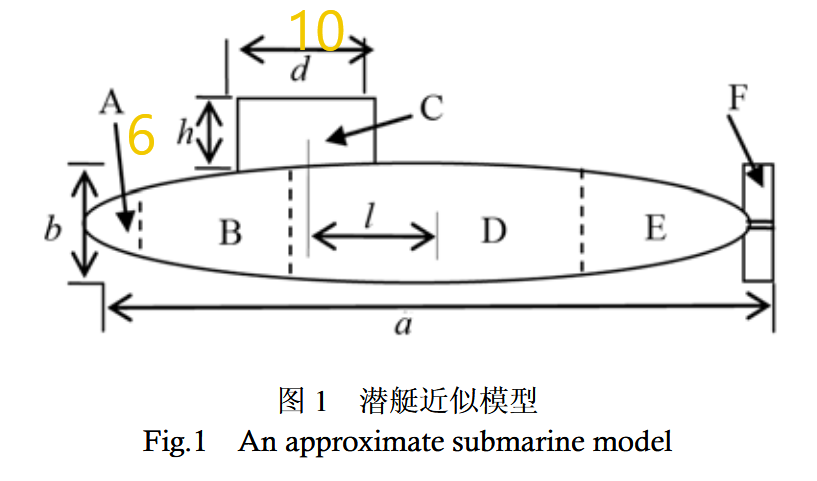 10
d
A
6
h
C
F
b
B
l
D
E
a
图 1 潜艇近似模型
Fig.1 An approximate submarine model